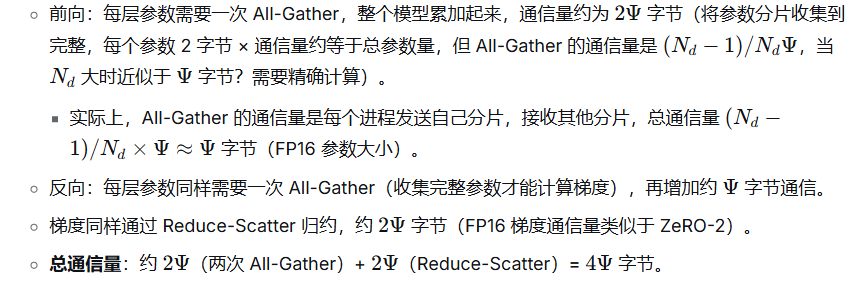 前向：每层参数需要一次 All-Gather，整个模型累加起来，通信量约为 2Ψ 字节（将参数分片收集到
完整，每个参数 2 字节 × 通信量约等于总参数量，但 All-Gather 的通信量是 (N_d − 1)/N_dΨ，当
N_d 大时近似于 Ψ 字节？需要精确计算）。
实际上，All-Gather 的通信量是每个进程发送自己分片，接收其他分片，总通信量 (N_d −
1)/N_d × Ψ ≈ Ψ 字节（FP16 参数大小）。
反向：每层参数同样需要一次 All-Gather（收集完整参数才能计算梯度），再增加约 Ψ 字节通信。
梯度同样通过 Reduce-Scatter 归约，约 2Ψ 字节（FP16 梯度通信量类似于 ZeRO-2）。
总通信量：约 2Ψ（两次 All-Gather）+ 2Ψ（Reduce-Scatter）= 4Ψ 字节。